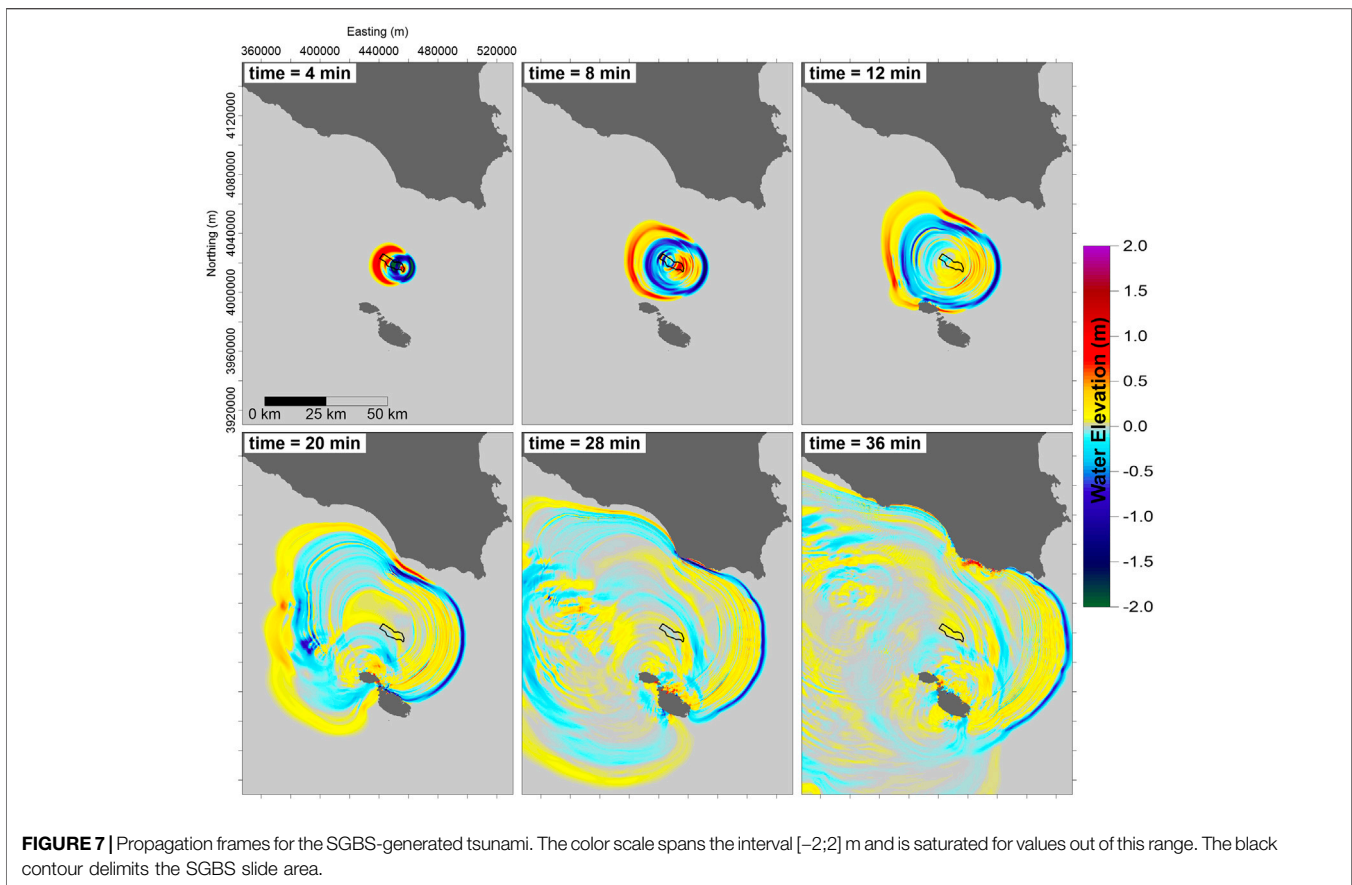 Easting (m)
360000 400000 440000 480000 520000
time = 4 min
time = 8 min
time = 12 min
Northing (m)
4120000
4080000
4040000
4000000
3960000
3920000
0 km 25 km 50 km
time = 20 min
time = 28 min
time = 36 min
Water Elevation (m)
2.0
1.5
1.0
0.5
0.0
-0.5
-1.0
-1.5
-2.0
FIGURE 7 | Propagation frames for the SGBS-generated tsunami. The color scale spans the interval [−2;2] m and is saturated for values out of this range. The black
contour delimits the SGBS slide area.